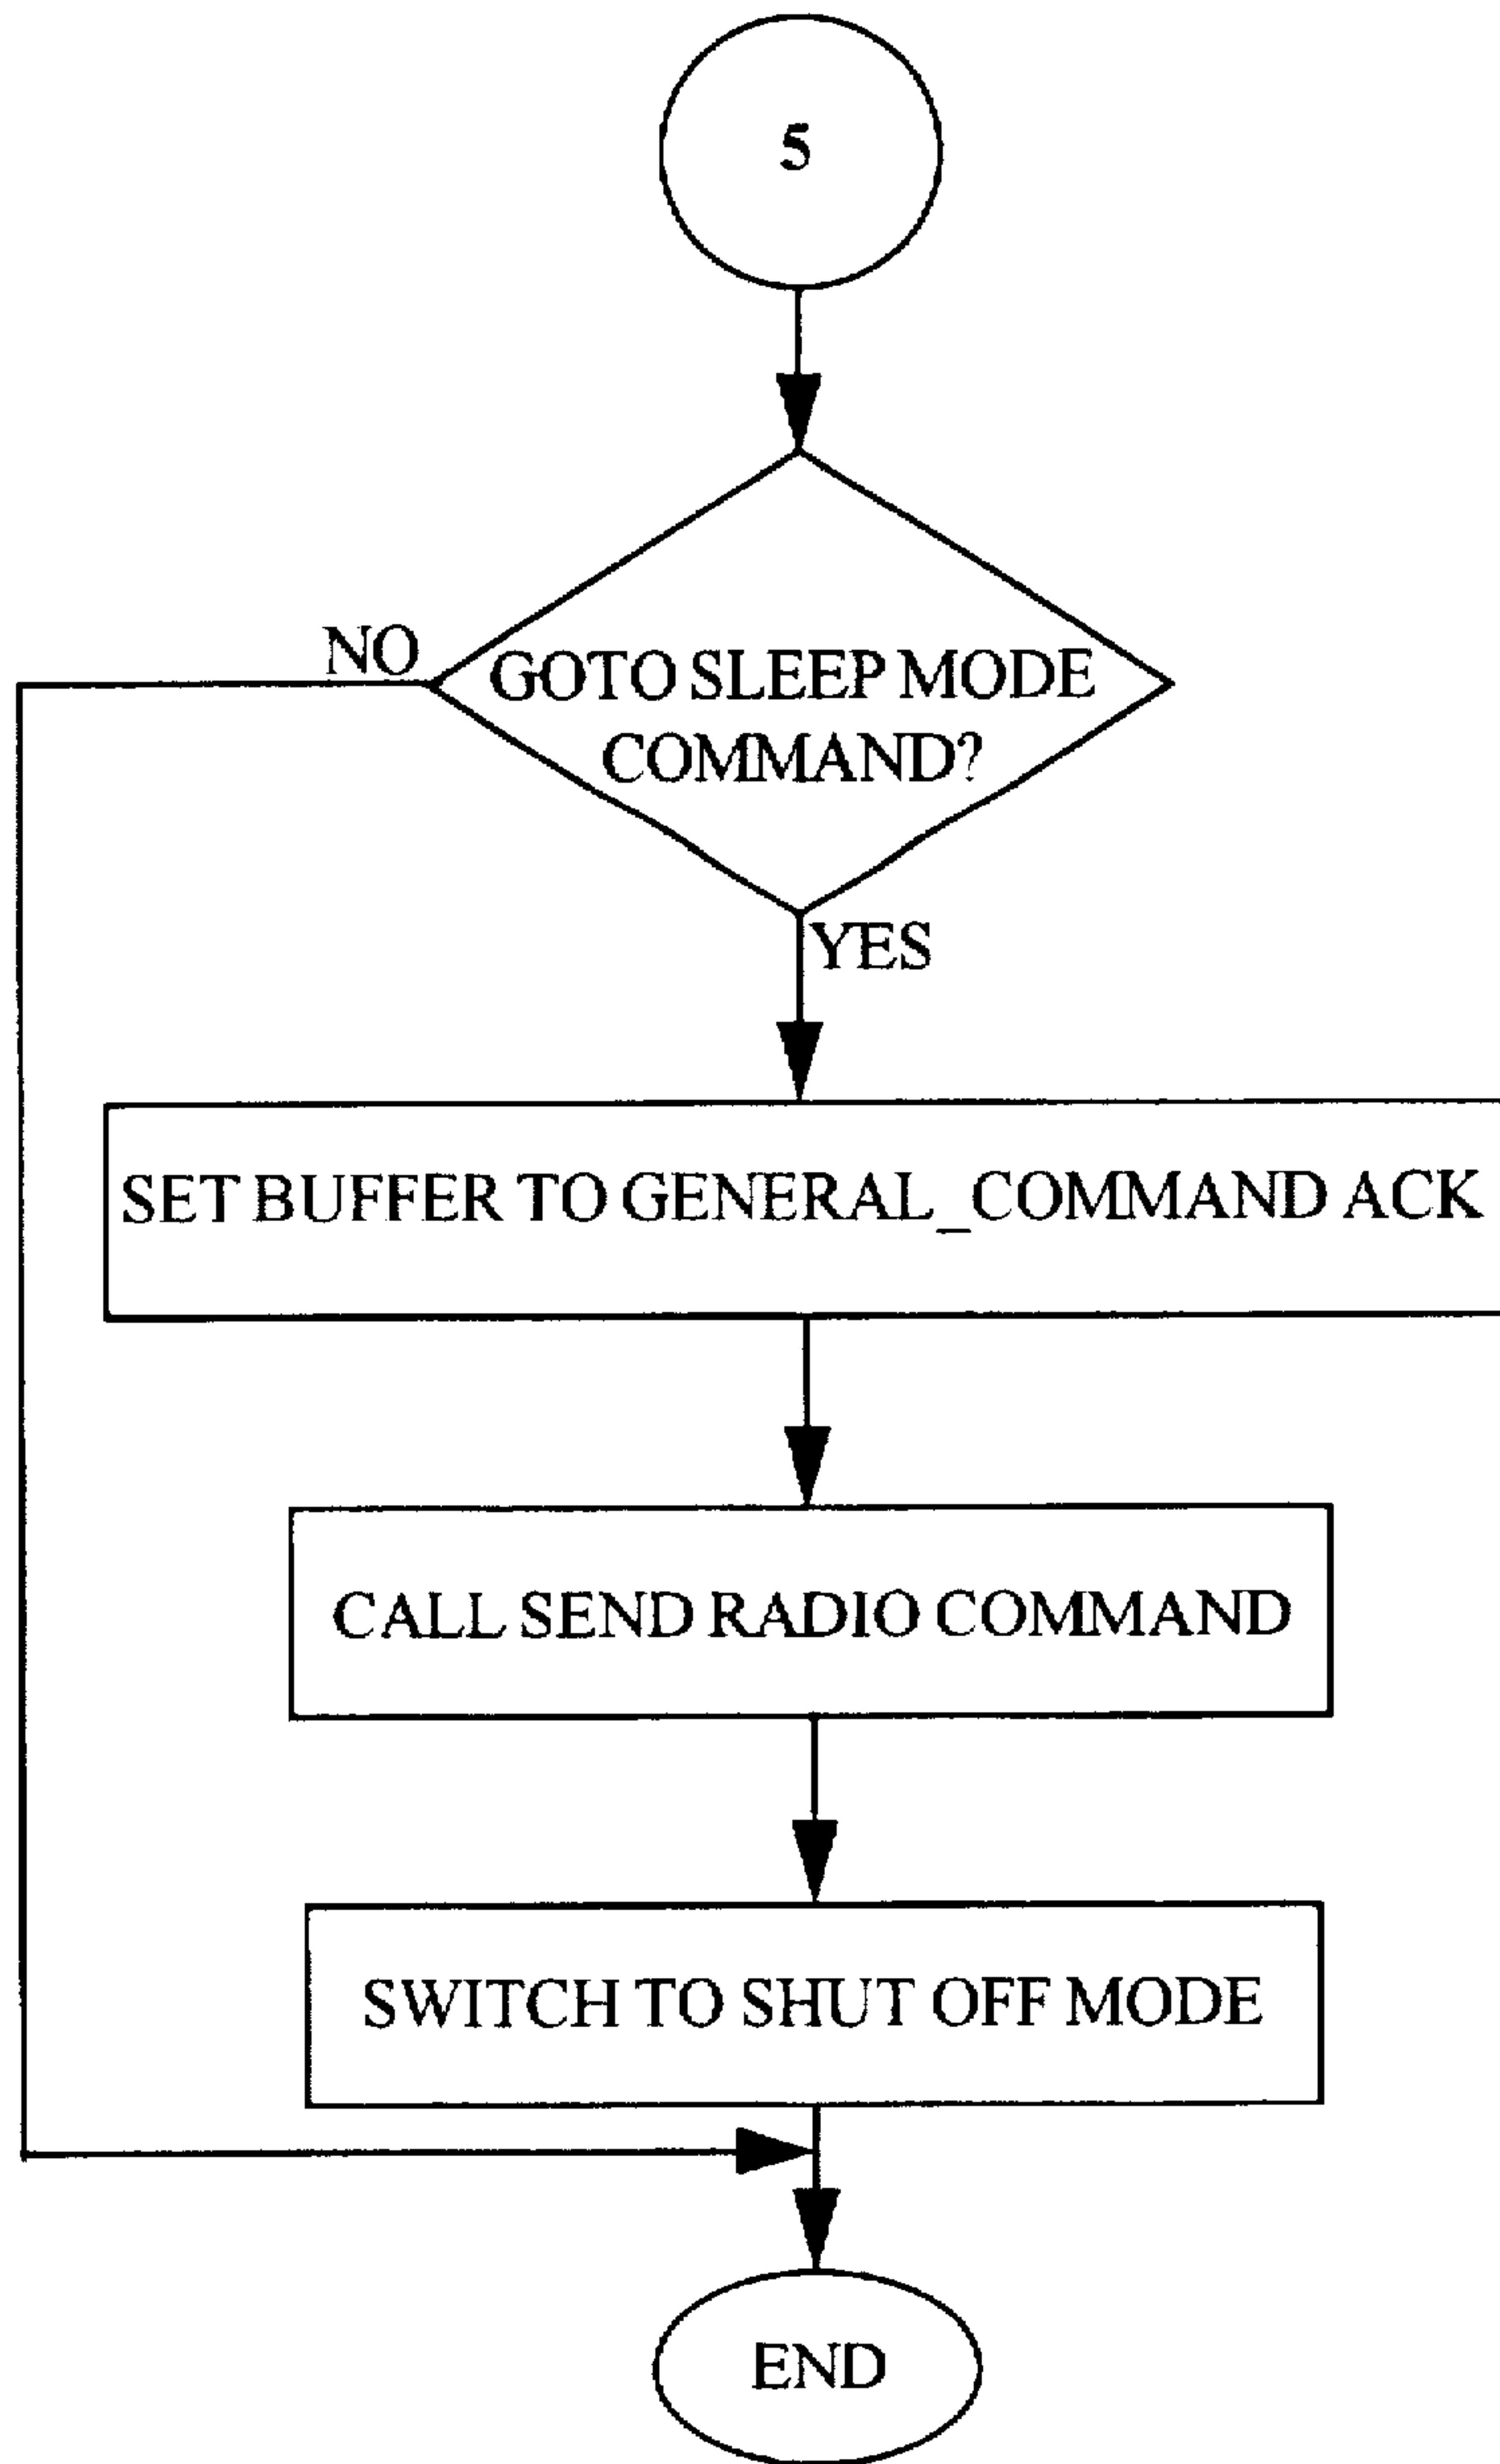 5
NO
GOTO SLEEP MODE
COMMAND?
YES
SET BUFFER TO GENERAL_COMMAND ACK
CALL SEND RADIO COMMAND
SWITCH TO SHUT OFF MODE
END